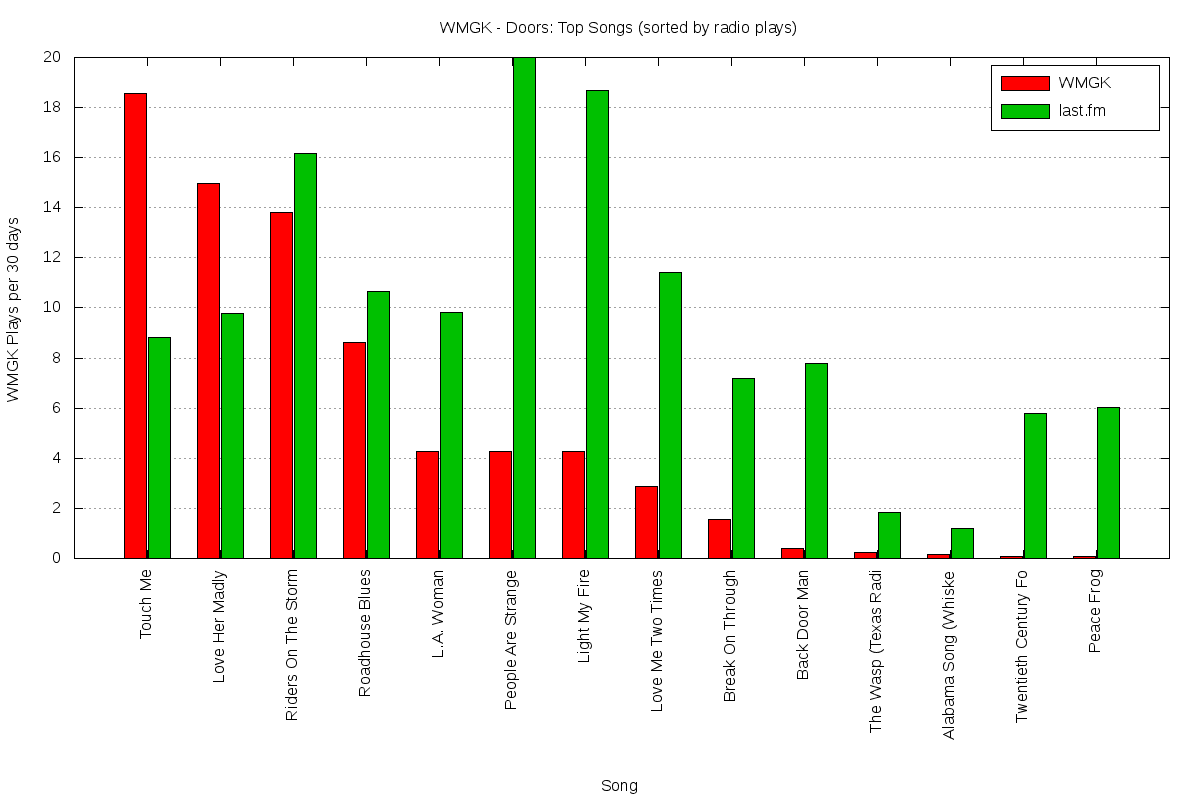 WMGK - Doors: Top Songs (sorted by radio plays)
WMGK
last.fm
WMGK Plays per 30 days
20
18
16
14
12
10
8
6
4
2
0
Touch Me
Love Her Madly
Riders On The Storm
Roadhouse Blues
L.A. Woman
People Are Strange
Light My Fire
Love Me Two Times
Break On Through
Back Door Man
The Wasp (Texas Radi
Alabama Song (Whiske
Twentieth Century Fo
Peace Frog
Song